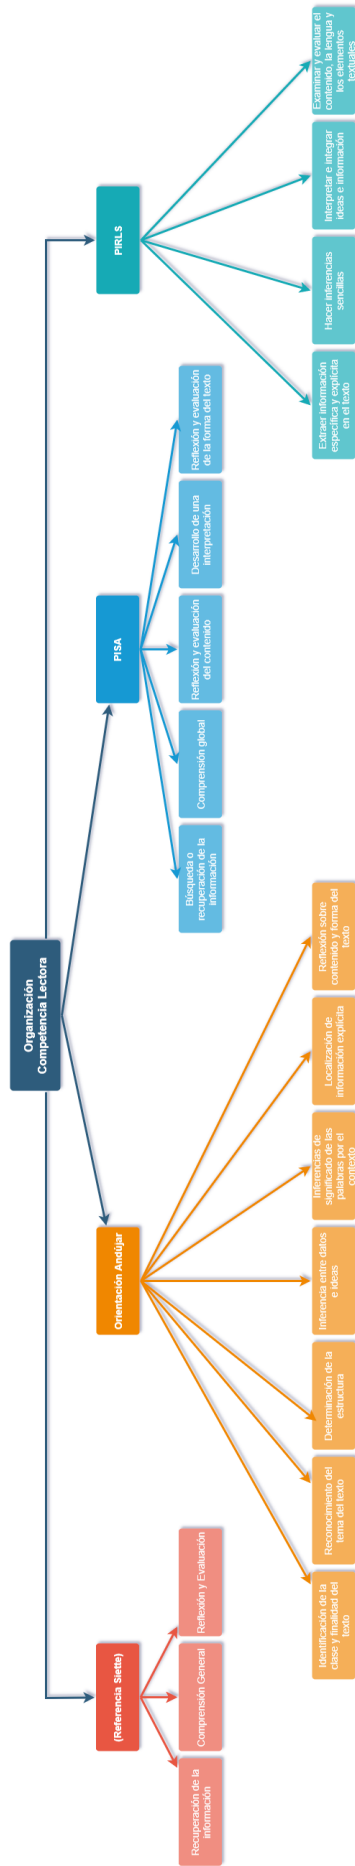 Organización
Competencia Lectora
(Referencia Siette)
Orientación Andújar
PISA
PIRLS
Recuperación de la
información
Comprensión General
Reflexión y Evaluación
Búsqueda o
recuperación de la
información
Comprensión global
Reflexión y evaluación
del contenido
Desarrollo de una
interpretación
Reflexión y evaluación
de la forma del texto
Identificación de la
clase y finalidad del
texto
Reconocimiento del
tema del texto
Determinación de la
estructura
Inferencia entre datos
e ideas
Inferencias de
significado de las
palabras por el
contexto
Localización de
información explícita
Reflexión sobre
contenido y forma del
texto
Extraer información
específica y explícita
en el texto
Hacer inferencias
sencillas
Interpretar e integrar
ideas e información
Examinar y evaluar el
contenido, la lengua y
los elementos
textuales